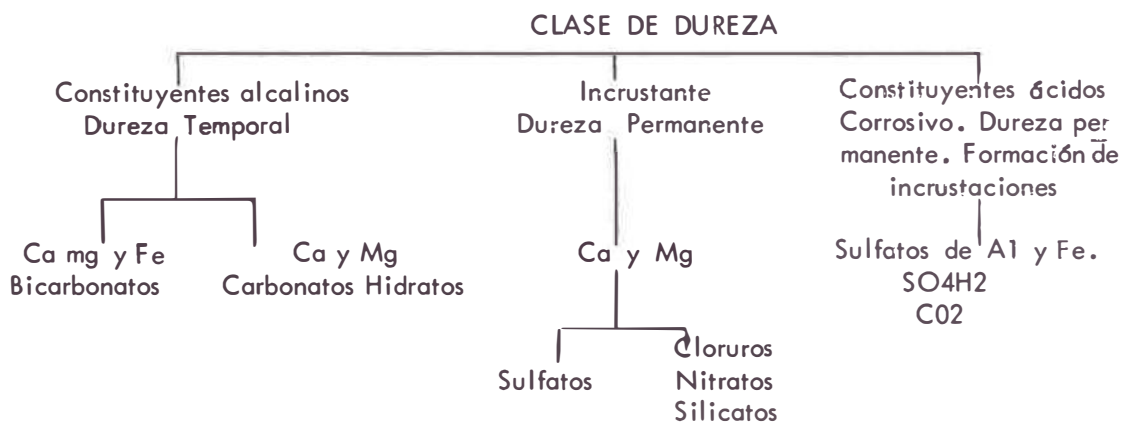 CLASE DE DUREZA
Constituyentes alcalinos
Dureza Temporal
Incrustante
Dureza Permanente
Constituyentes ácidos
Corrosivo. Dureza per
manente. Formación de
incrustaciones
Ca mg y Fe
Bicarbonatos
Ca y Mg
Carbonatos Hidratos
Ca y Mg
Sulfatos de A1 y Fe.
SO4H2
C02
Sulfatos
Cloruros
Nitratos
Silicatos